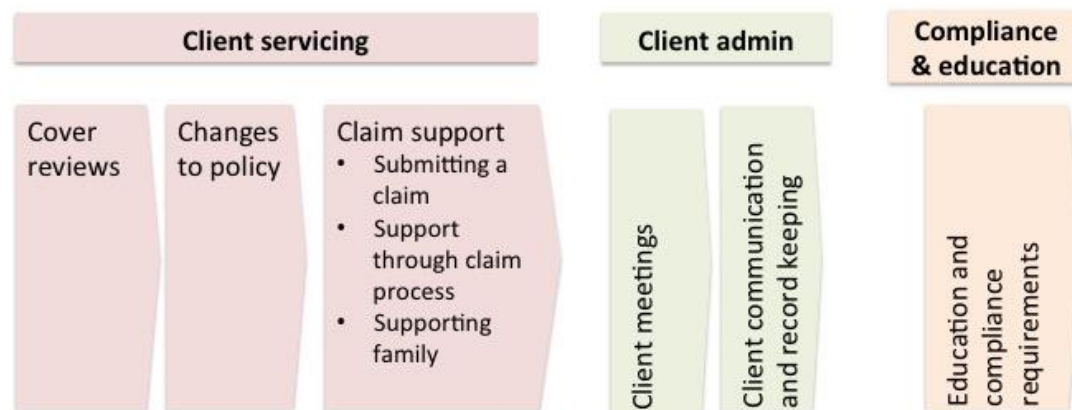 Client servicing
Client admin
Compliance
& education
Cover
reviews
Changes
to policy
Claim support
• Submitting a
claim
• Support
through claim
process
• Supporting
family
Client meetings
Client communication
and record keeping
Education and
compliance
requirements